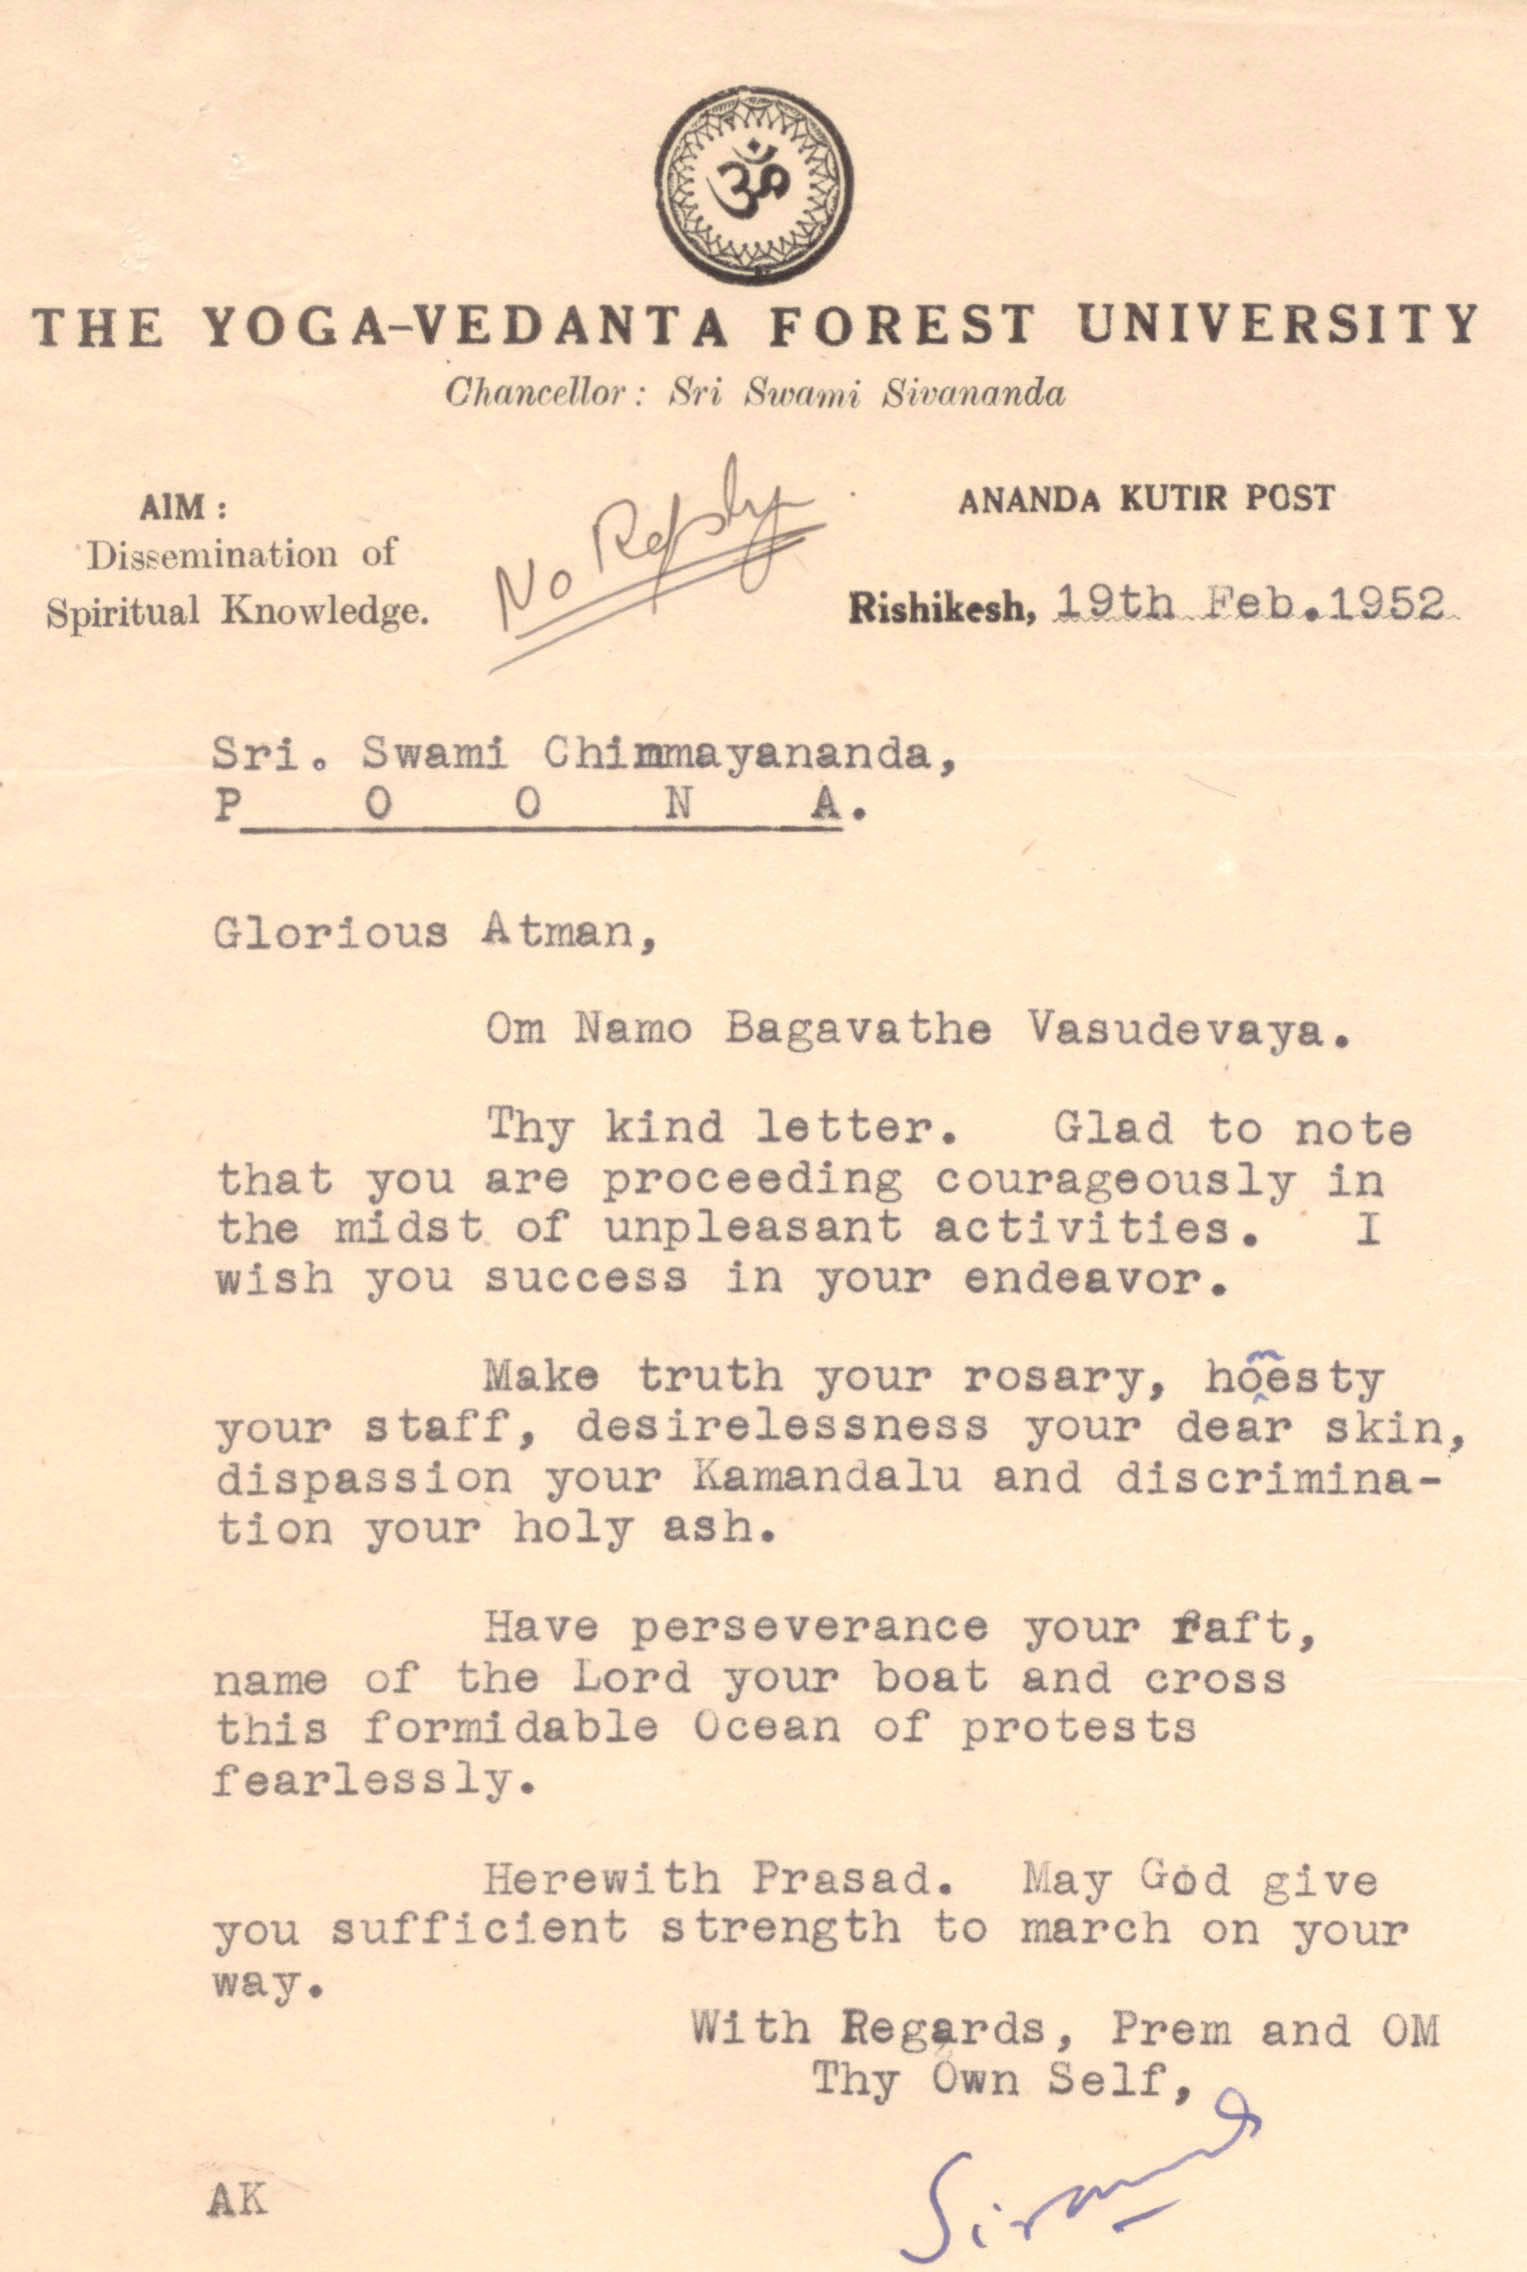 ॐ
THE YOGA-VEDANTA FOREST UNIVERSITY
Chancellor: Sri Swami Sivananda
AIM:
Dissemination of
Spiritual Knowledge.
No Reply
ANANDA KUTIR POST
Rishikesh, 19th Feb.1952
Sri. Swami Chinmayananda,
P O O N A.
Glorious Atman,
Om Namo Bagavathe Vasudevaya.
Thy kind letter. Glad to note
that you are proceeding courageously in
the midst of unpleasant activities. I
wish you success in your endeavor.
Make truth your rosary, honesty
your staff, desirelessness your dear skin,
dispassion your Kamandalu and discrimina-
tion your holy ash.
Have perseverance your raft,
name of the Lord your boat and cross
this formidable Ocean of protests
fearlessly.
Herewith Prasad. May God give
you sufficient strength to march on your
way.
With Regards, Prem and OM
Thy Own Self,
Sivananda
AK